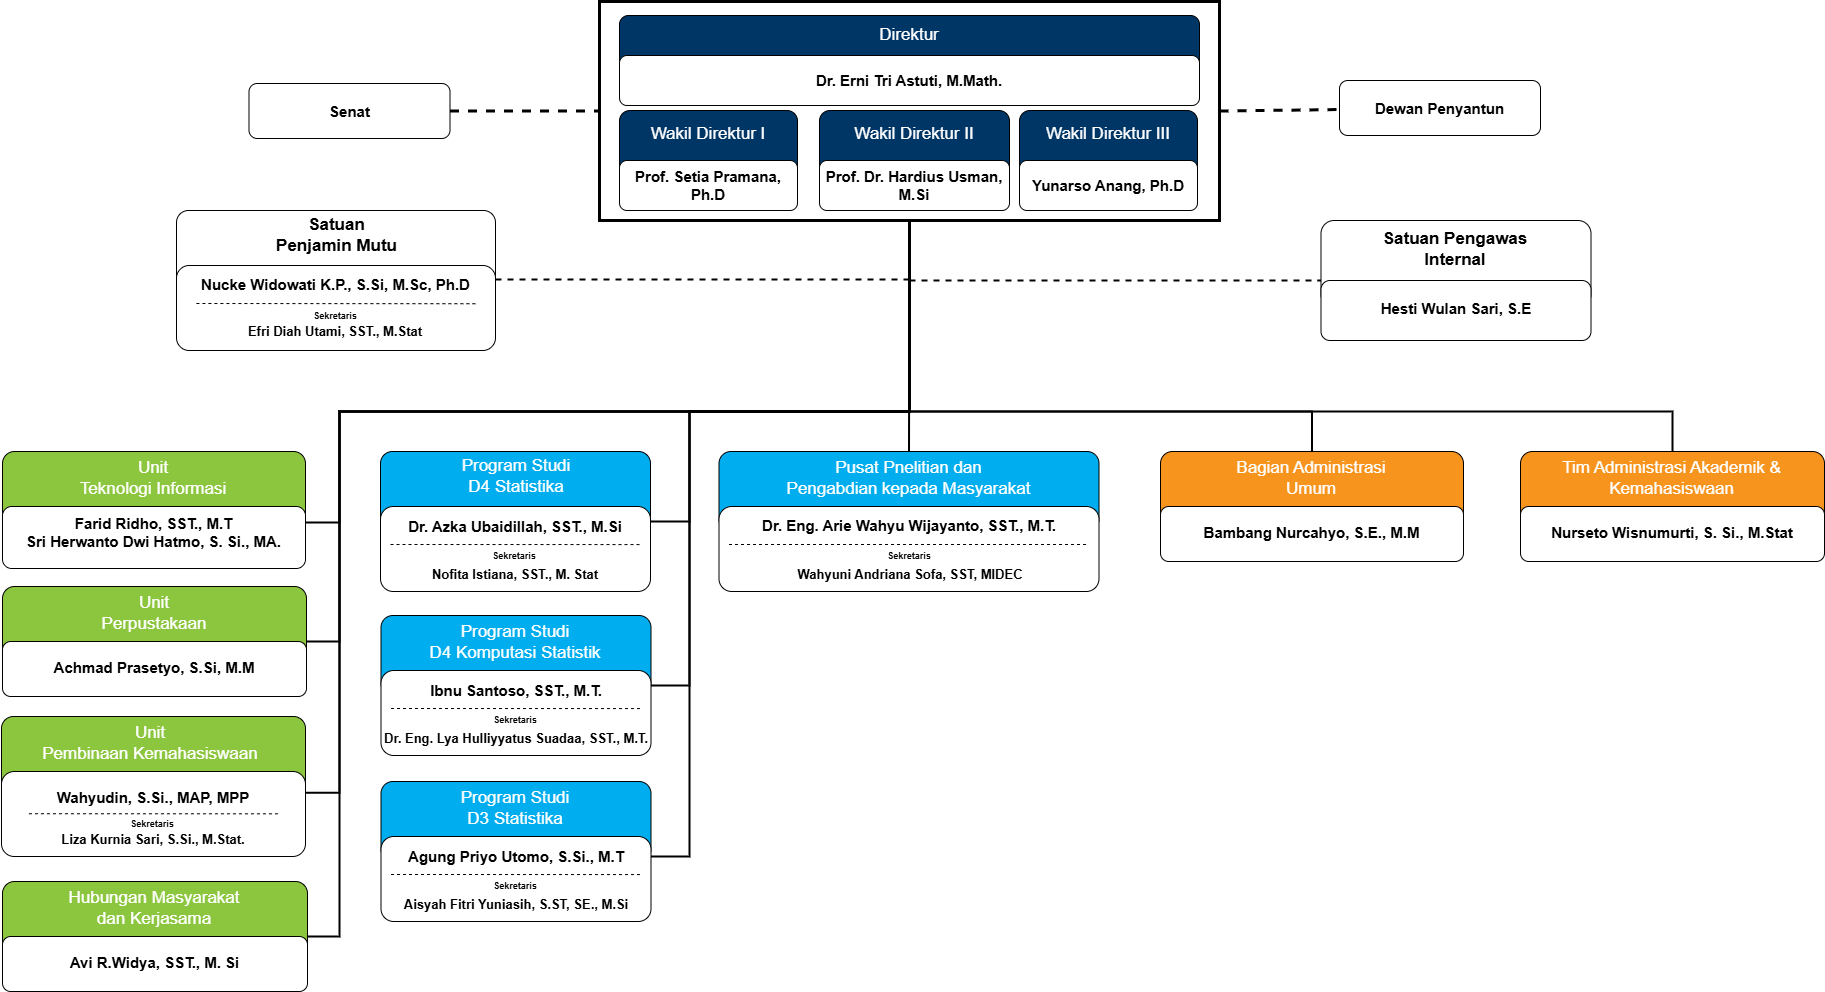 Direktur
Dr. Erni Tri Astuti, M.Math.
Senat
Dewan Penyantun
Wakil Direktur I
Prof. Setia Pramana,
Ph.D
Wakil Direktur II
Prof. Dr. Hardius Usman,
M.Si
Wakil Direktur III
Yunarso Anang, Ph.D
Satuan
Penjamin Mutu
Nucke Widowati K.P., S.Si, M.Sc, Ph.D
Sekretaris
Efri Diah Utami, SST., M.Stat
Satuan Pengawas
Internal
Hesti Wulan Sari, S.E
Unit
Teknologi Informasi
Farid Ridho, SST., M.T
Sri Herwanto Dwi Hatmo, S. Si., MA.
Unit
Perpustakaan
Achmad Prasetyo, S.Si, M.M
Unit
Pembinaan Kemahasiswaan
Wahyudin, S.Si., MAP, MPP
Sekretaris
Liza Kurnia Sari, S.Si., M.Stat.
Hubungan Masyarakat
dan Kerjasama
Avi R.Widya, SST., M. Si
Program Studi
D4 Statistika
Dr. Azka Ubaidillah, SST., M.Si
Sekretaris
Nofita Istiana, SST., M. Stat
Program Studi
D4 Komputasi Statistik
Ibnu Santoso, SST., M.T.
Sekretaris
Dr. Eng. Lya Hulliyyatus Suadaa, SST., M.T.
Program Studi
D3 Statistika
Agung Priyo Utomo, S.Si., M.T
Sekretaris
Aisyah Fitri Yuniasih, S.ST, SE., M.Si
Pusat Pnelitian dan
Pengabdian kepada Masyarakat
Dr. Eng. Arie Wahyu Wijayanto, SST., M.T.
Sekretaris
Wahyuni Andriana Sofa, SST, MIDEC
Bagian Administrasi
Umum
Bambang Nurcahyo, S.E., M.M
Tim Administrasi Akademik &
Kemahasiswaan
Nurseto Wisnumurti, S. Si., M.Stat